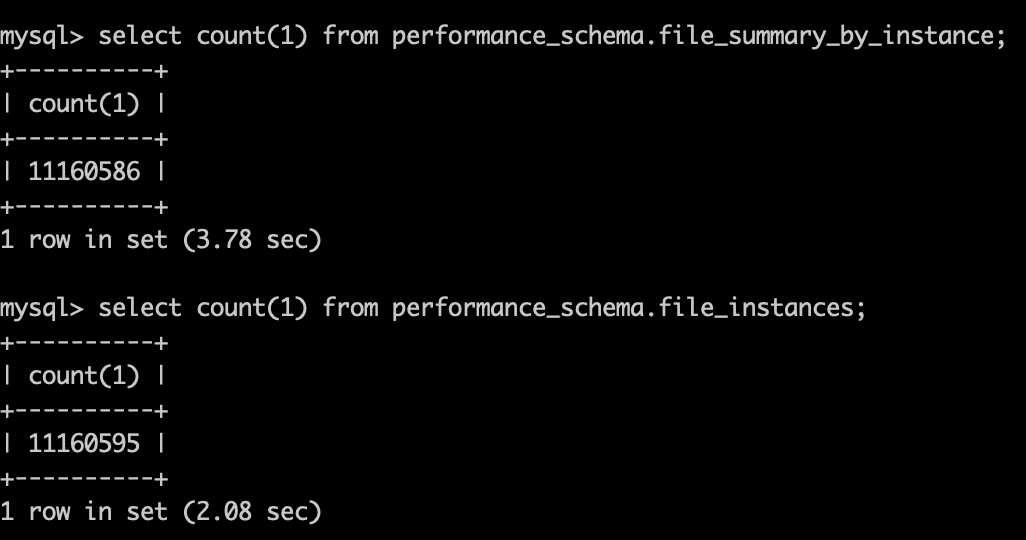 mysql> select count(1) from performance_schema.file_summary_by_instance;
+----------+
| count(1) |
+----------+
| 11160586 |
+----------+
1 row in set (3.78 sec)
mysql> select count(1) from performance_schema.file_instances;
+----------+
| count(1) |
+----------+
| 11160595 |
+----------+
1 row in set (2.08 sec)